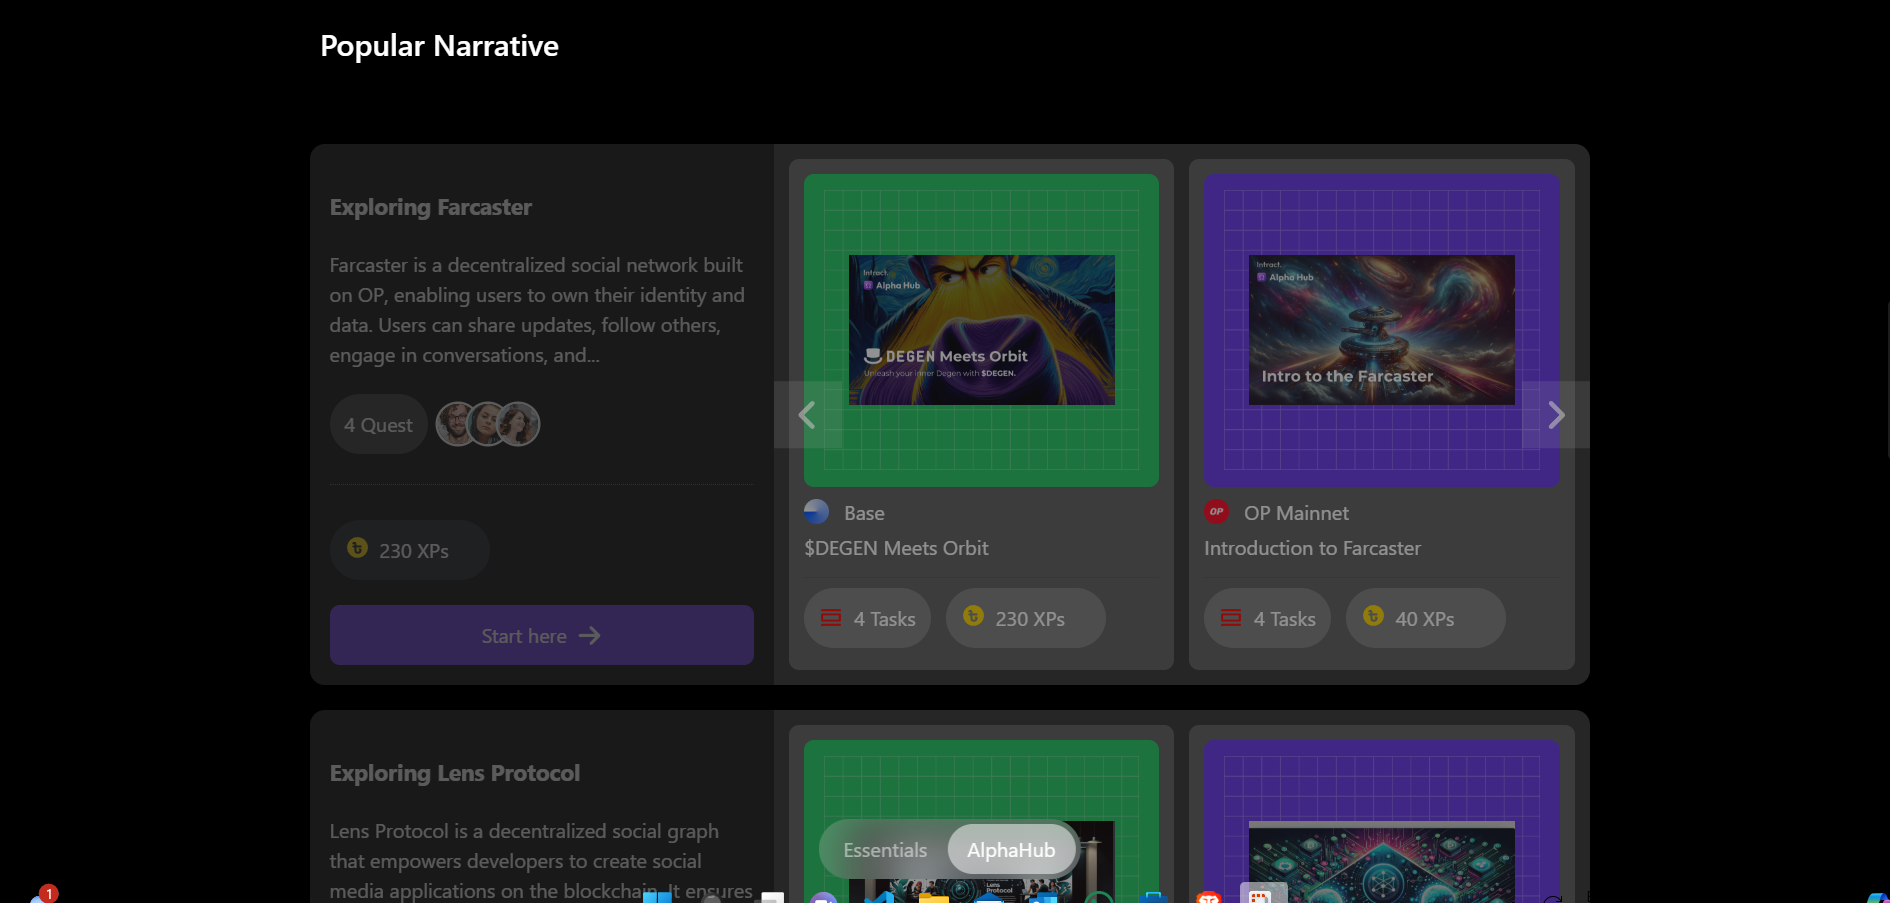 Popular Narrative
Exploring Farcaster
Farcaster is a decentralized social network built
on OP, enabling users to own their identity and
data. Users can share updates, follow others,
engage in conversations, and...
4 Quest
230 XPs
Start here
Intract.
Alpha Hub
DEGEN Meets Orbit
Unleash your inner Degen with $DEGEN.
Base
$DEGEN Meets Orbit
4 Tasks
230 XPs
Intract.
Alpha Hub
Intro to the Farcaster
OP
OP Mainnet
Introduction to Farcaster
4 Tasks
40 XPs
Exploring Lens Protocol
Lens Protocol is a decentralized social graph
that empowers developers to create social
media applications on the blockchain. It ensures
Essentials
AlphaHub
Lens
Protocol
1